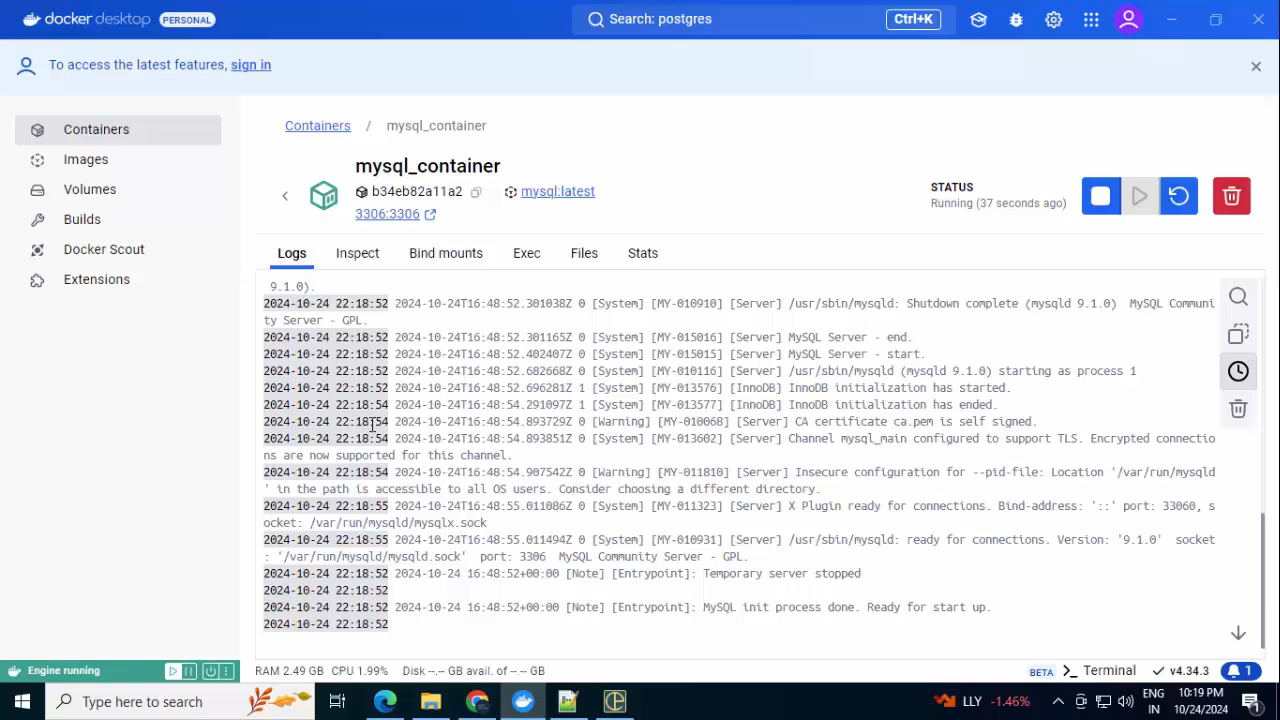 docker desktop PERSONAL Search: postgres Ctrl+K
To access the latest features, sign in
Containers
Images
Volumes
Builds
Docker Scout
Extensions
Containers / mysql_container
mysql_container
b34eb82a11a2 mysql:latest
3306:3306
STATUS
Running (37 seconds ago)
Logs Inspect Bind mounts Exec Files Stats
9.1.0).
2024-10-24 22:18:52 2024-10-24T16:48:52.301038Z 0 [System] [MY-010910] [Server] /usr/sbin/mysqld: Shutdown complete (mysqld 9.1.0)  MySQL Communi
ty Server - GPL.
2024-10-24 22:18:52 2024-10-24T16:48:52.301165Z 0 [System] [MY-015016] [Server] MySQL Server - end.
2024-10-24 22:18:52 2024-10-24T16:48:52.402407Z 0 [System] [MY-015015] [Server] MySQL Server - start.
2024-10-24 22:18:52 2024-10-24T16:48:52.682668Z 0 [System] [MY-010116] [Server] /usr/sbin/mysqld (mysqld 9.1.0) starting as process 1
2024-10-24 22:18:52 2024-10-24T16:48:52.696281Z 1 [System] [MY-013576] [InnoDB] InnoDB initialization has started.
2024-10-24 22:18:54 2024-10-24T16:48:54.291097Z 1 [System] [MY-013577] [InnoDB] InnoDB initialization has ended.
2024-10-24 22:18:54 2024-10-24T16:48:54.893729Z 0 [Warning] [MY-010068] [Server] CA certificate ca.pem is self signed.
2024-10-24 22:18:54 2024-10-24T16:48:54.893851Z 0 [System] [MY-013602] [Server] Channel mysql_main configured to support TLS. Encrypted connectio
ns are now supported for this channel.
2024-10-24 22:18:54 2024-10-24T16:48:54.907542Z 0 [Warning] [MY-011810] [Server] Insecure configuration for --pid-file: Location '/var/run/mysqld
' in the path is accessible to all OS users. Consider choosing a different directory.
2024-10-24 22:18:55 2024-10-24T16:48:55.011086Z 0 [System] [MY-011323] [Server] X Plugin ready for connections. Bind-address: '::' port: 33060, s
ocket: /var/run/mysqld/mysqlx.sock
2024-10-24 22:18:55 2024-10-24T16:48:55.011494Z 0 [System] [MY-010931] [Server] /usr/sbin/mysqld: ready for connections. Version: '9.1.0'  socket
: '/var/run/mysqld/mysqld.sock'  port: 3306  MySQL Community Server - GPL.
2024-10-24 22:18:52 2024-10-24 16:48:52+00:00 [Note] [Entrypoint]: Temporary server stopped
2024-10-24 22:18:52
2024-10-24 22:18:52 2024-10-24 16:48:52+00:00 [Note] [Entrypoint]: MySQL init process done. Ready for start up.
2024-10-24 22:18:52
Engine running
RAM 2.49 GB CPU 1.99% Disk --.-- GB avail. of --.-- GB
BETA Terminal v4.34.3 1
Type here to search
LLY -1.46%
ENG
IN
10:19 PM
10/24/2024
1